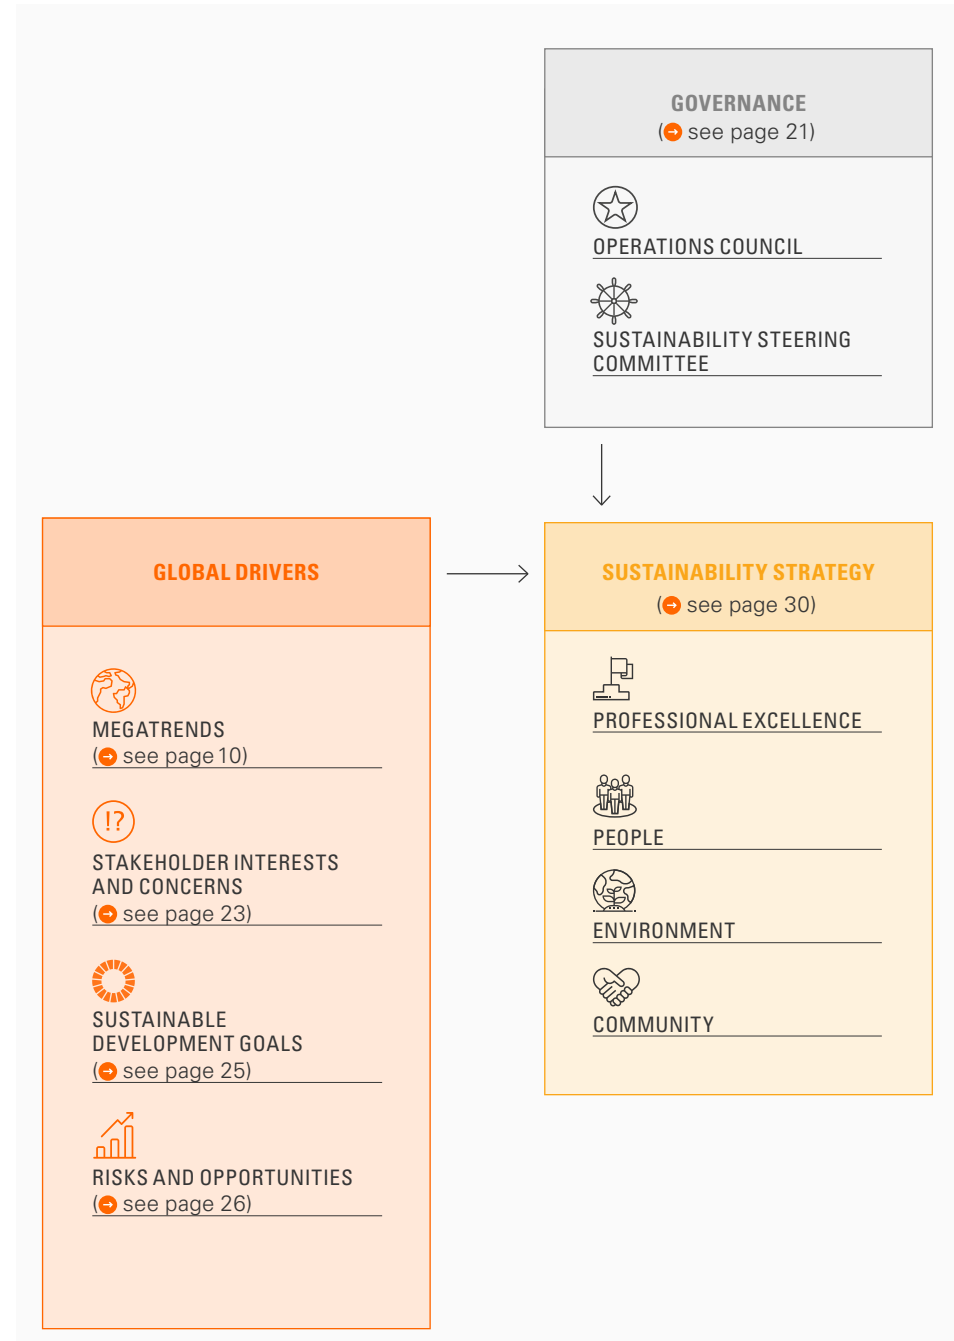 GOVERNANCE
(see page 21)
OPERATIONS COUNCIL
SUSTAINABILITY STEERING
COMMITTEE
GLOBAL DRIVERS
MEGATRENDS
(see page 10)
!?
STAKEHOLDER INTERESTS
AND CONCERNS
(see page 23)
SUSTAINABLE
DEVELOPMENT GOALS
(see page 25)
RISKS AND OPPORTUNITIES
(see page 26)
SUSTAINABILITY STRATEGY
(see page 30)
PROFESSIONAL EXCELLENCE
PEOPLE
ENVIRONMENT
COMMUNITY